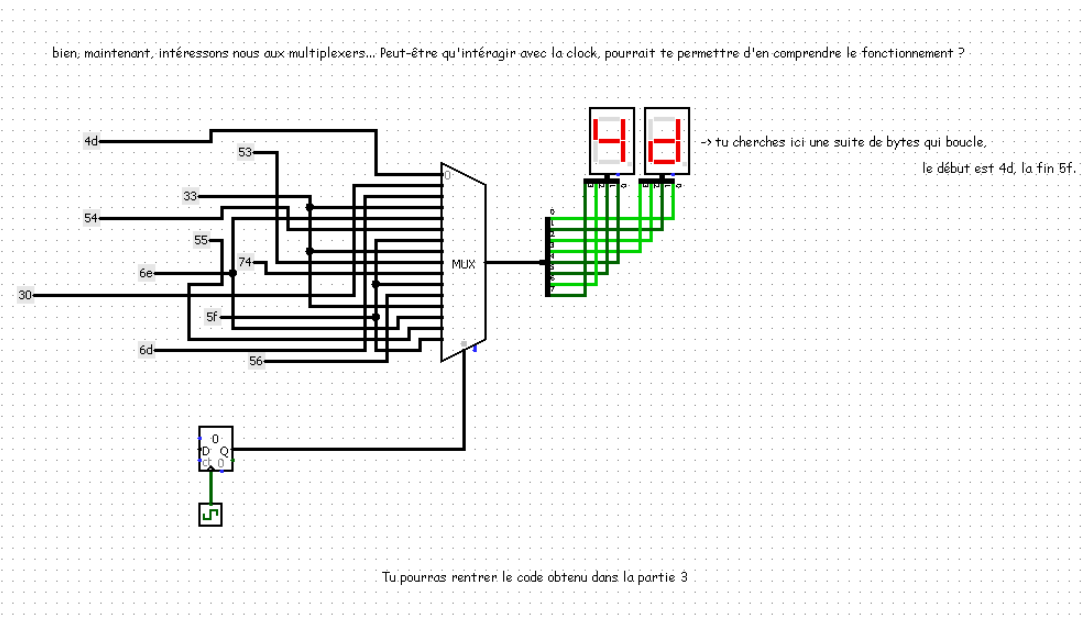 bien, maintenant, intéressons nous aux multiplexers... Peut-être qu'intéragir avec la clock, pourrait te permettre d'en comprendre le fonctionnement ?
4d
53
-> tu cherches ici une suite de bytes qui boucle,
le début est 4d, la fin 5f.
0
33
54
55
74
MUX
6e
30
5f
6d
56
0
D Q
ct 0
Tu pourras rentrer le code obtenu dans la partie 3